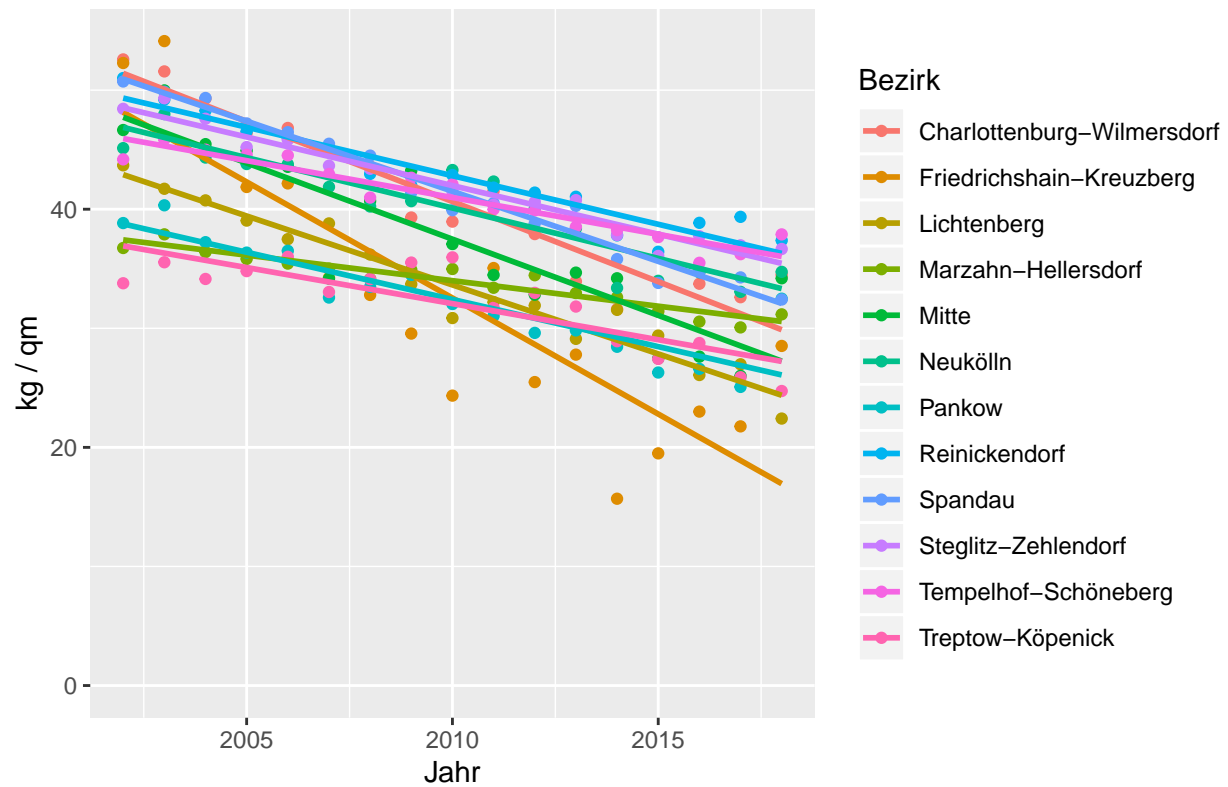 kg / qm
40
20
0
2005
2010
2015
Jahr
Bezirk
Charlottenburg−Wilmersdorf
Friedrichshain−Kreuzberg
Lichtenberg
Marzahn−Hellersdorf
Mitte
Neukölln
Pankow
Reinickendorf
Spandau
Steglitz−Zehlendorf
Tempelhof−Schöneberg
Treptow−Köpenick